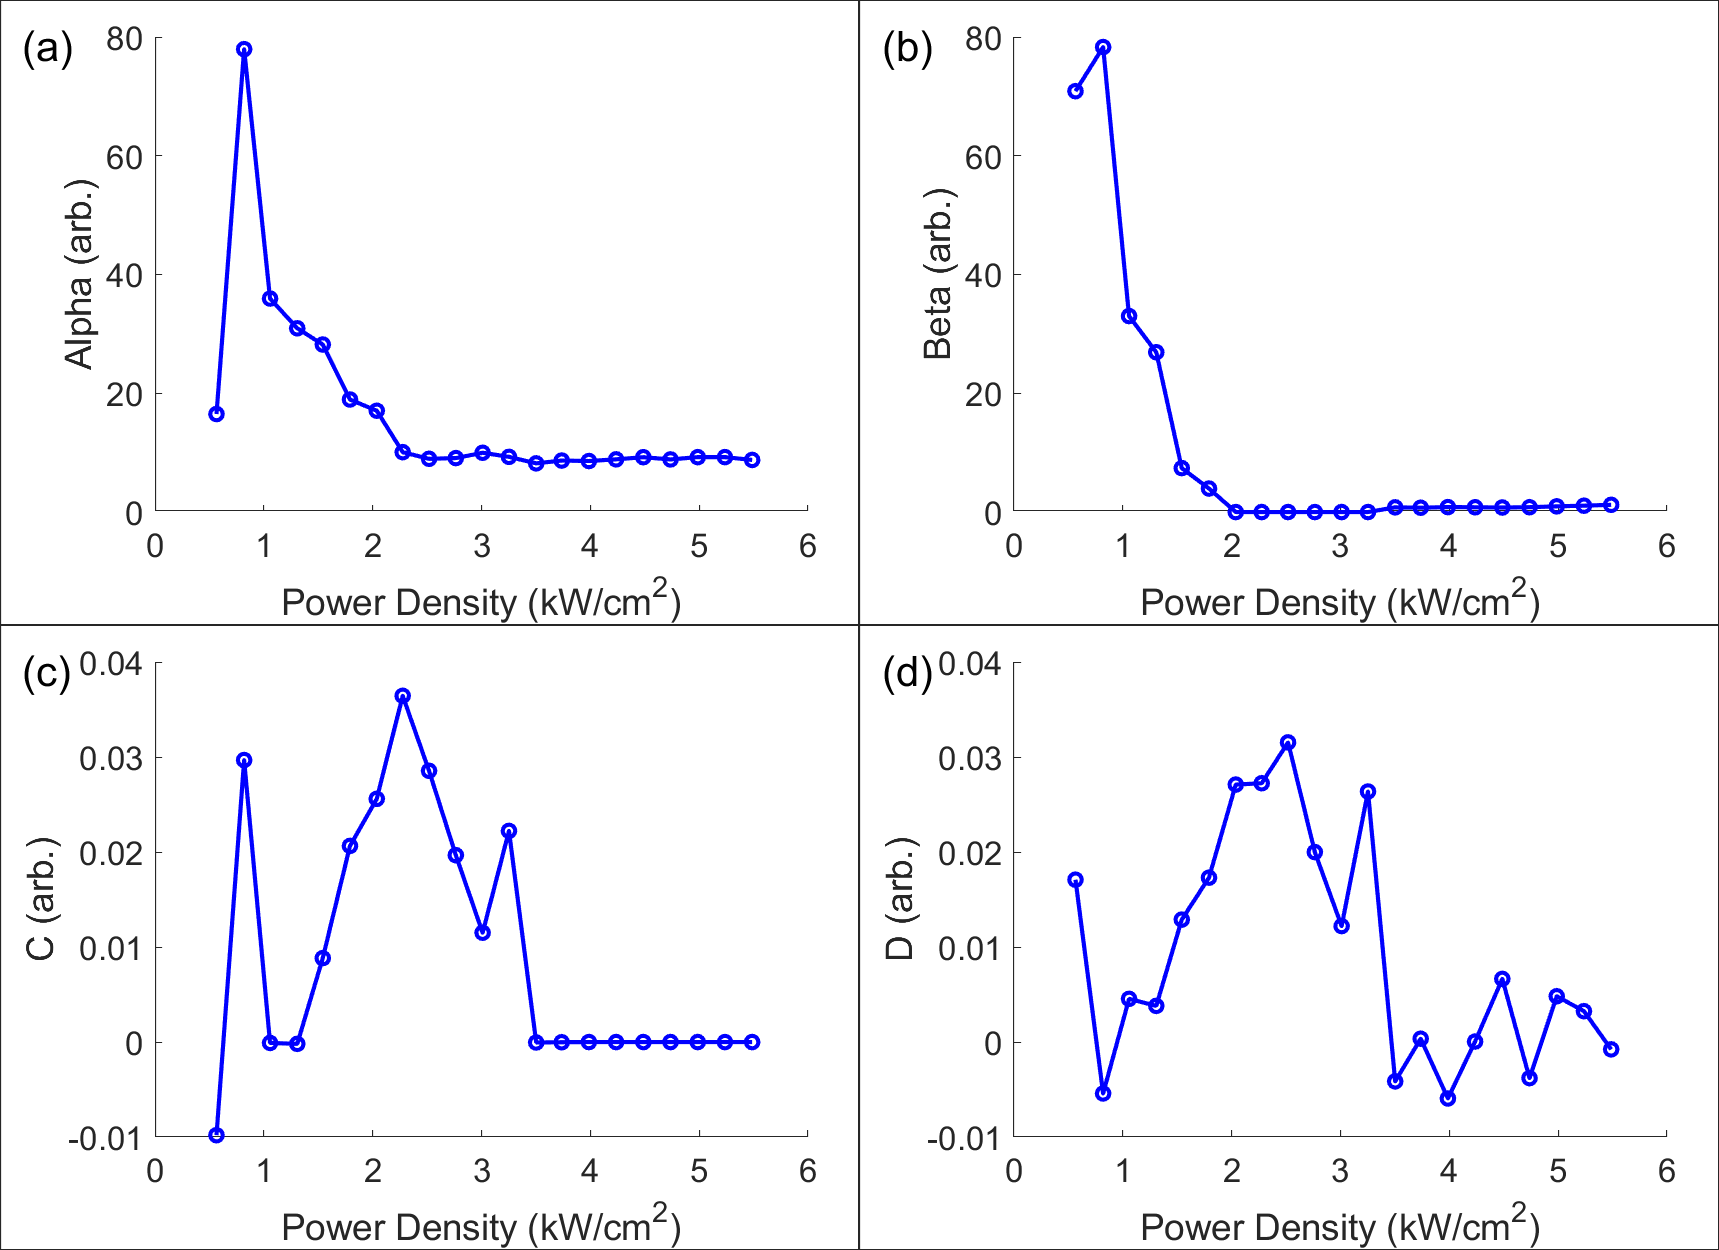 (a)
80
60
40
20
0
Alpha (arb.)
0 1 2 3 4 5 6
Power Density (kW/cm²)
(b)
80
60
40
20
0
Beta (arb.)
0 1 2 3 4 5 6
Power Density (kW/cm²)
(c)
0.04
0.03
0.02
0.01
0
-0.01
C (arb.)
0 1 2 3 4 5 6
Power Density (kW/cm²)
(d)
0.04
0.03
0.02
0.01
0
-0.01
D (arb.)
0 1 2 3 4 5 6
Power Density (kW/cm²)